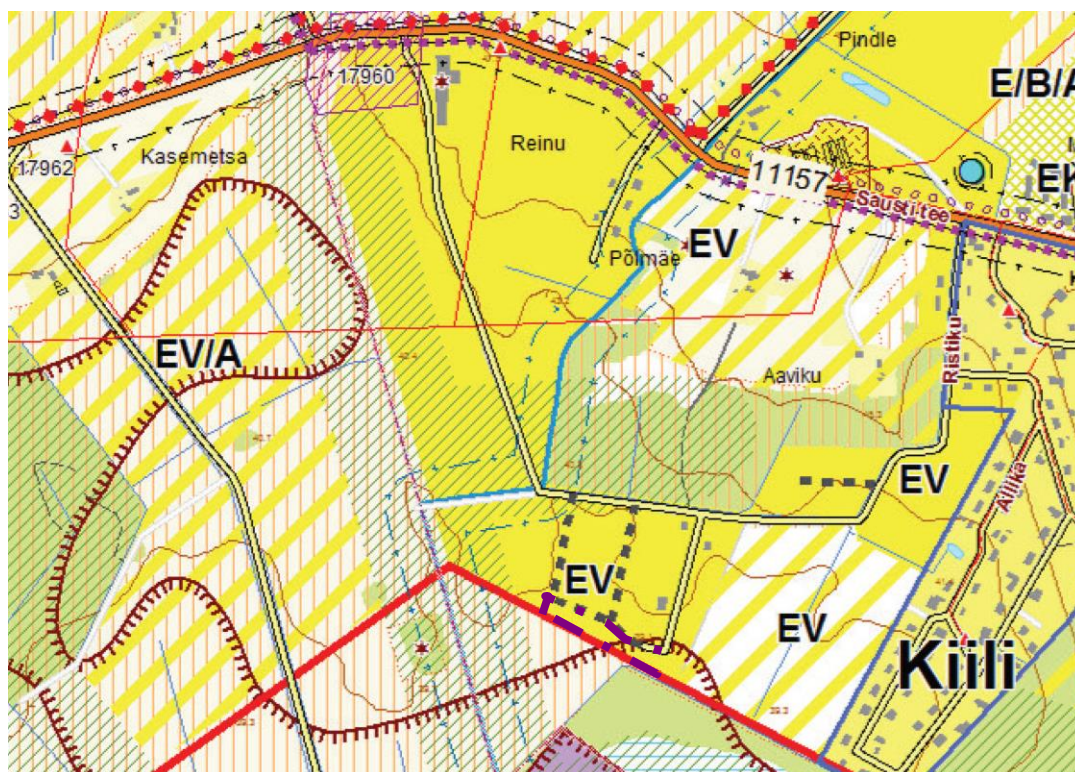 Pindle
E/B/A
17960
Reinu
Kasemetsa
17962
11157
EK
Sausti tee
3
EV
Põlmäe
EV/A
Aaviku
Ristiku
EV
Allika
EV
EV
Kiili